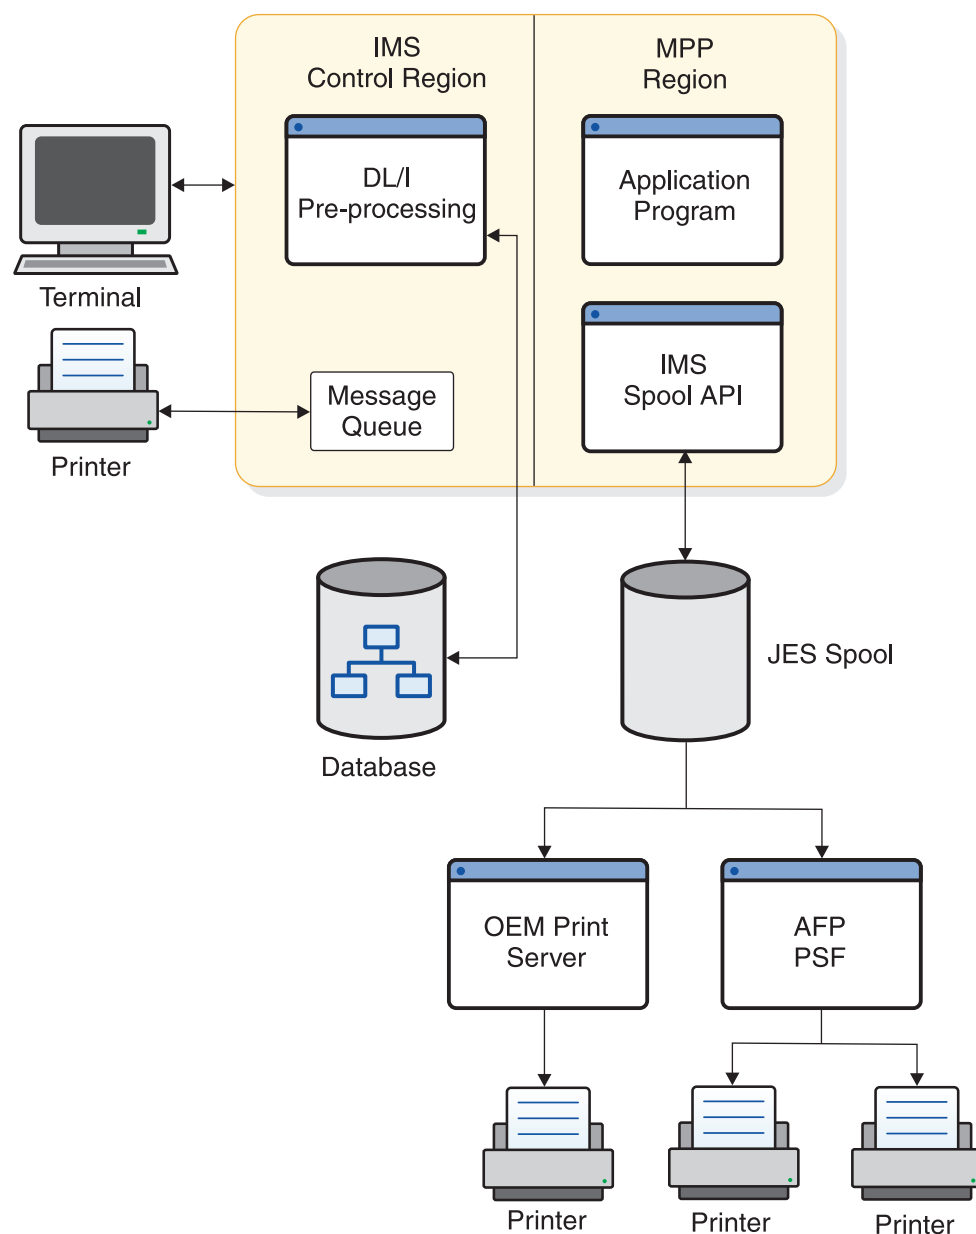 IMS
Control Region
MPP
Region
DL/I
Pre-processing
Application
Program
Terminal
IMS
Spool API
Message
Queue
Printer
JES Spool
Database
OEM Print
Server
AFP
PSF
Printer
Printer
Printer